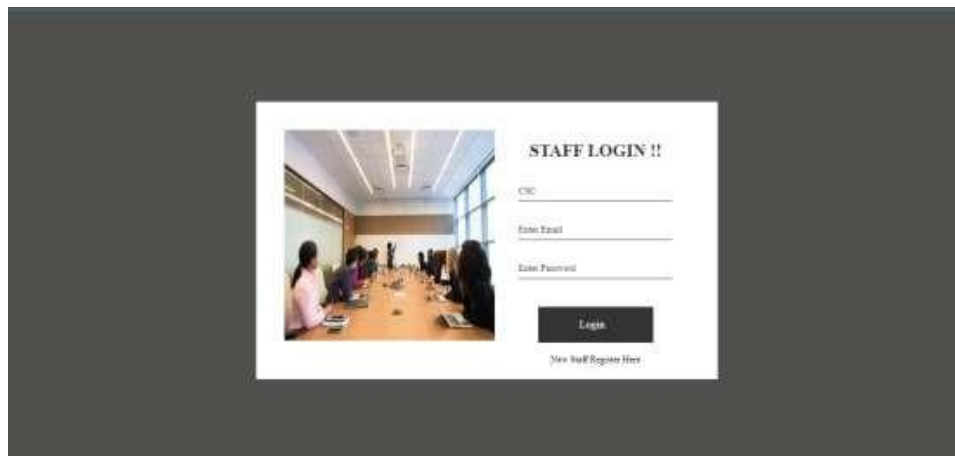 STAFF LOGIN !!
CSC
Enter Email
Enter Password
Login
New Staff Register Here